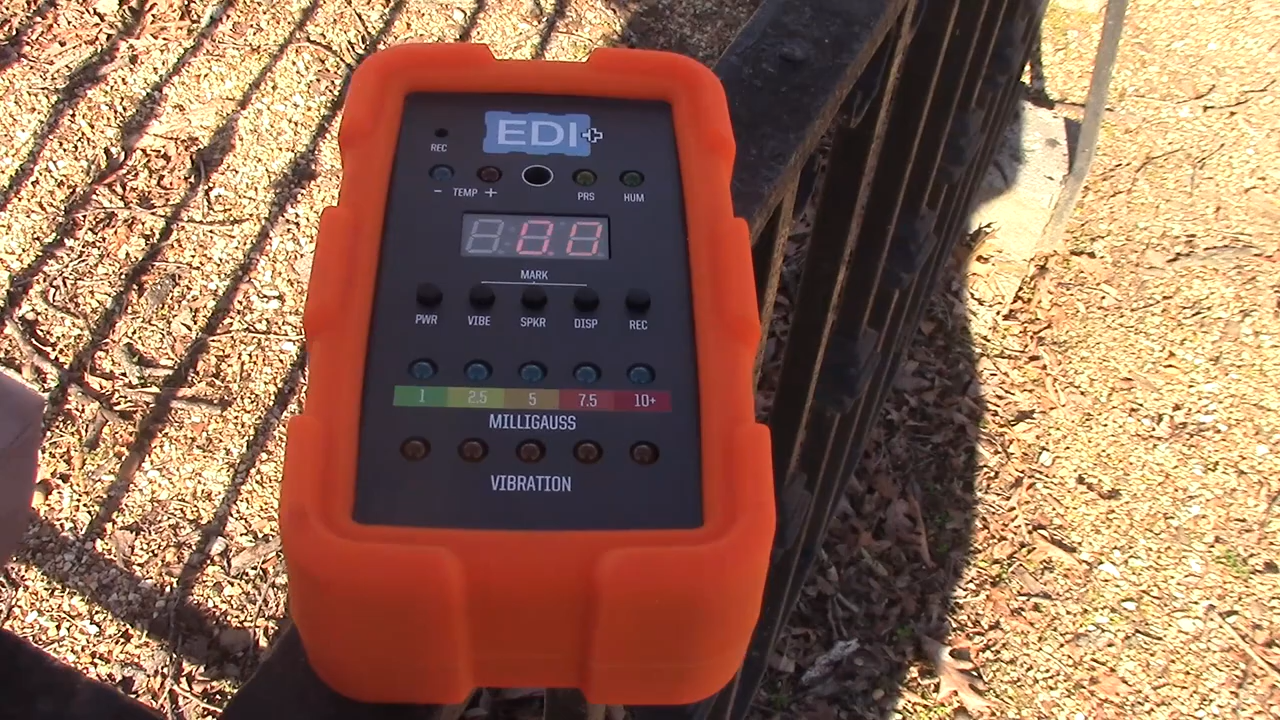 EDI+
REC
− TEMP + PRS HUM
MARK
PWR VIBE SPKR DISP REC
1 2.5 5 7.5 10+
MILLIGAUSS
VIBRATION